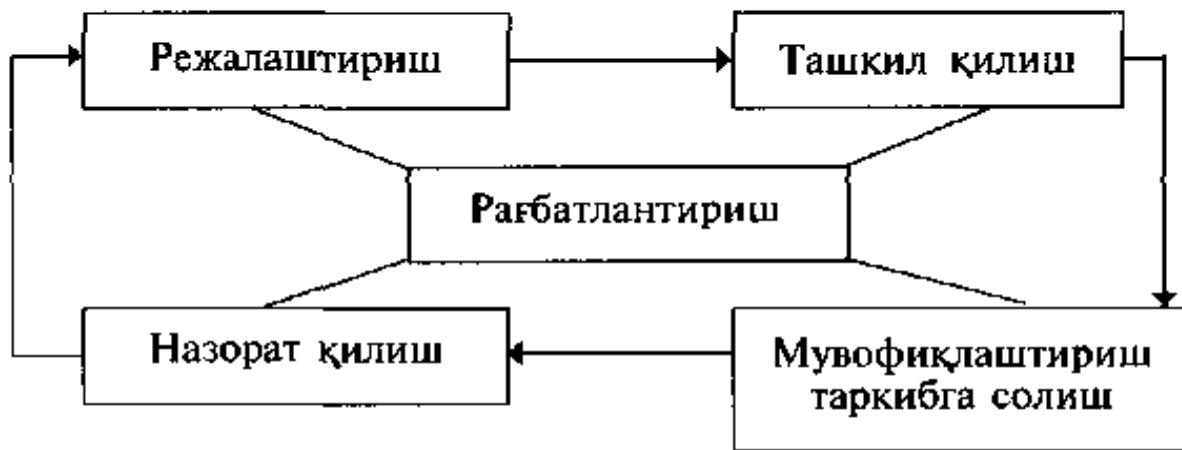 Режалаштириш
Ташкил қилиш
Рағбатлантириш
Назорат қилиш
Мувофиқлаштириш
таркибга солиш